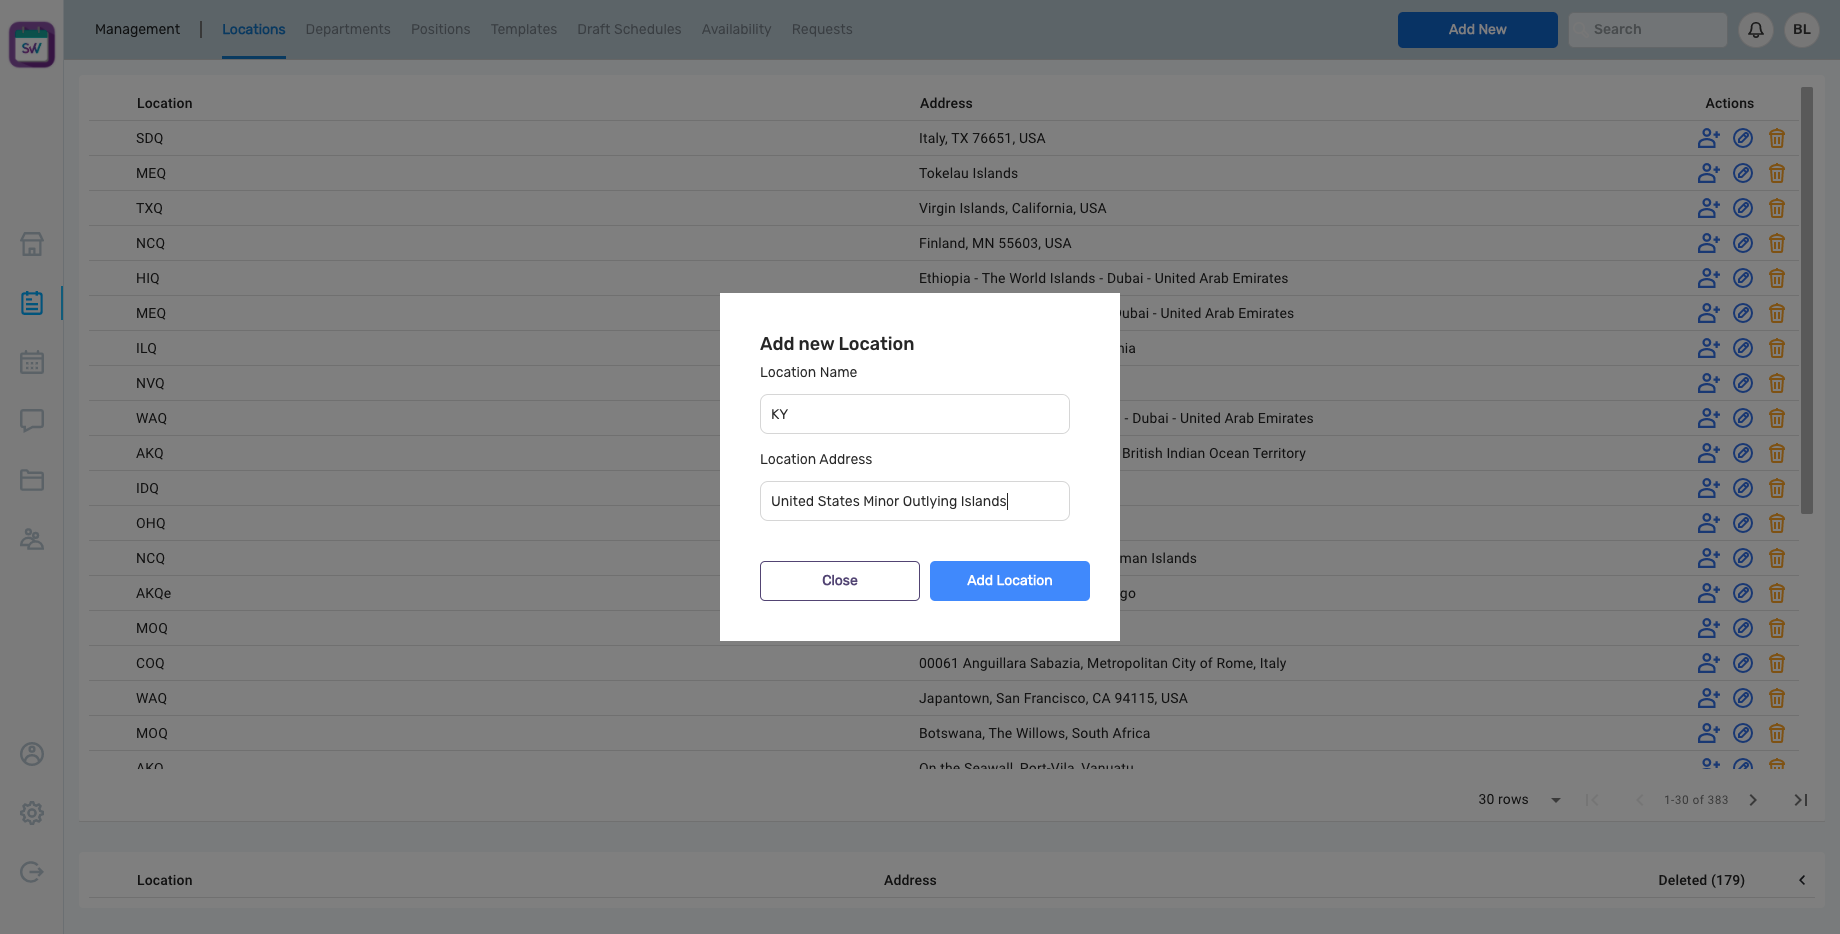 SW
Management | Locations Departments Positions Templates Draft Schedules Availability Requests Add New Search BL
Location Address Actions
SDQ Italy, TX 76651, USA
MEQ Tokelau Islands
TXQ Virgin Islands, California, USA
NCQ Finland, MN 55603, USA
HIQ Ethiopia - The World Islands - Dubai - United Arab Emirates
MEQ Dubai - United Arab Emirates
ILQ nia
NVQ
WAQ - Dubai - United Arab Emirates
AKQ British Indian Ocean Territory
IDQ
OHQ
NCQ man Islands
AKQe go
MOQ
COQ 00061 Anguillara Sabazia, Metropolitan City of Rome, Italy
WAQ Japantown, San Francisco, CA 94115, USA
MOQ Botswana, The Willows, South Africa
AKQ On the Seawall, Port-Vila, Vanuatu
Add new Location
Location Name
KY
Location Address
United States Minor Outlying Islands
Close Add Location
30 rows 1-30 of 383
Location Address Deleted (179)